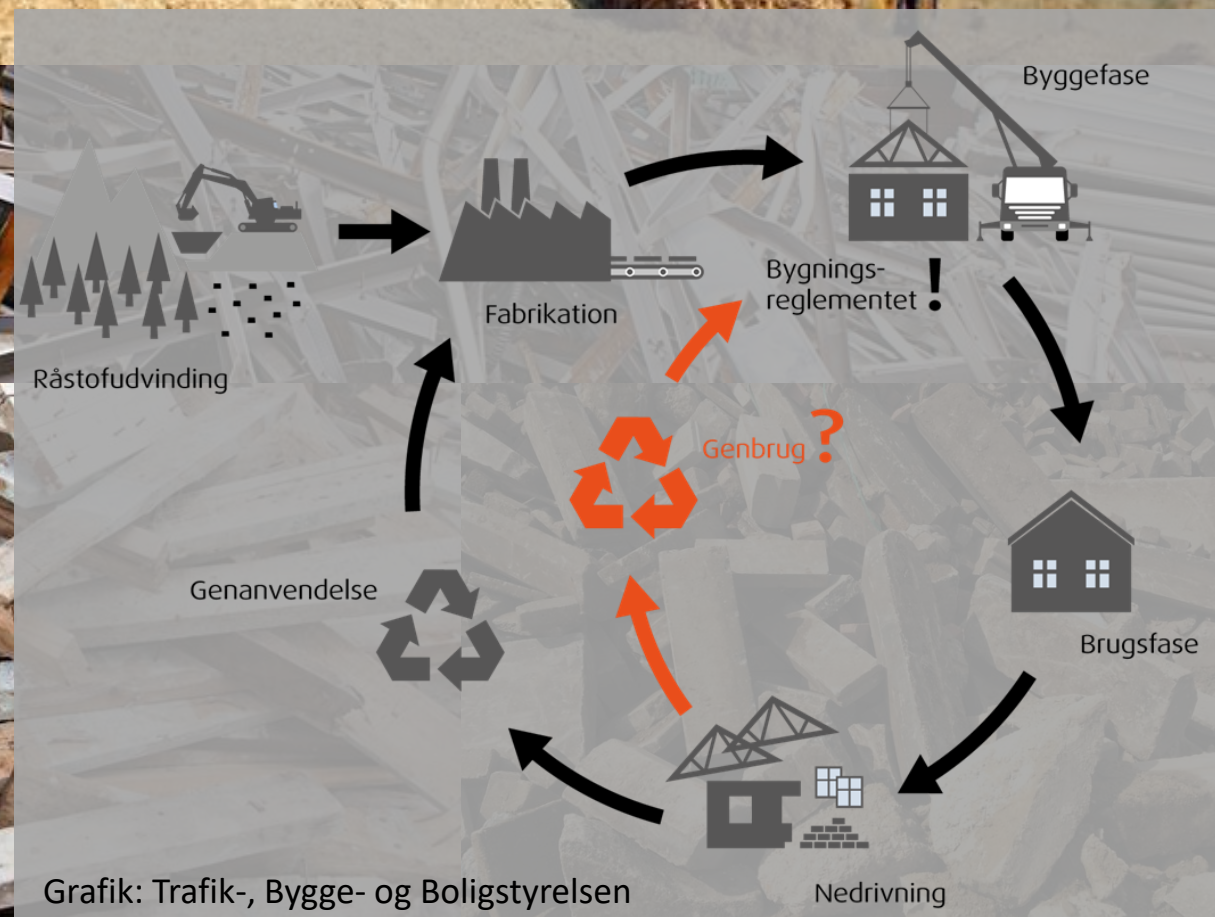 Byggefase
Bygnings-
reglementet !
Fabrikation
Råstofudvinding
Genbrug ?
Genanvendelse
Brugsfase
Nedrivning
Grafik: Trafik-, Bygge- og Boligstyrelsen